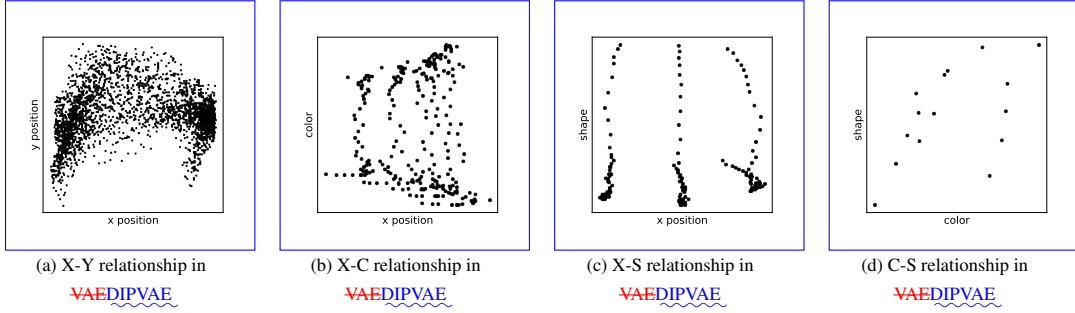 y position
x position
(a) X-Y relationship in
VAEDIPVAE
color
x position
(b) X-C relationship in
VAEDIPVAE
shape
x position
(c) X-S relationship in
VAEDIPVAE
shape
color
(d) C-S relationship in
VAEDIPVAE